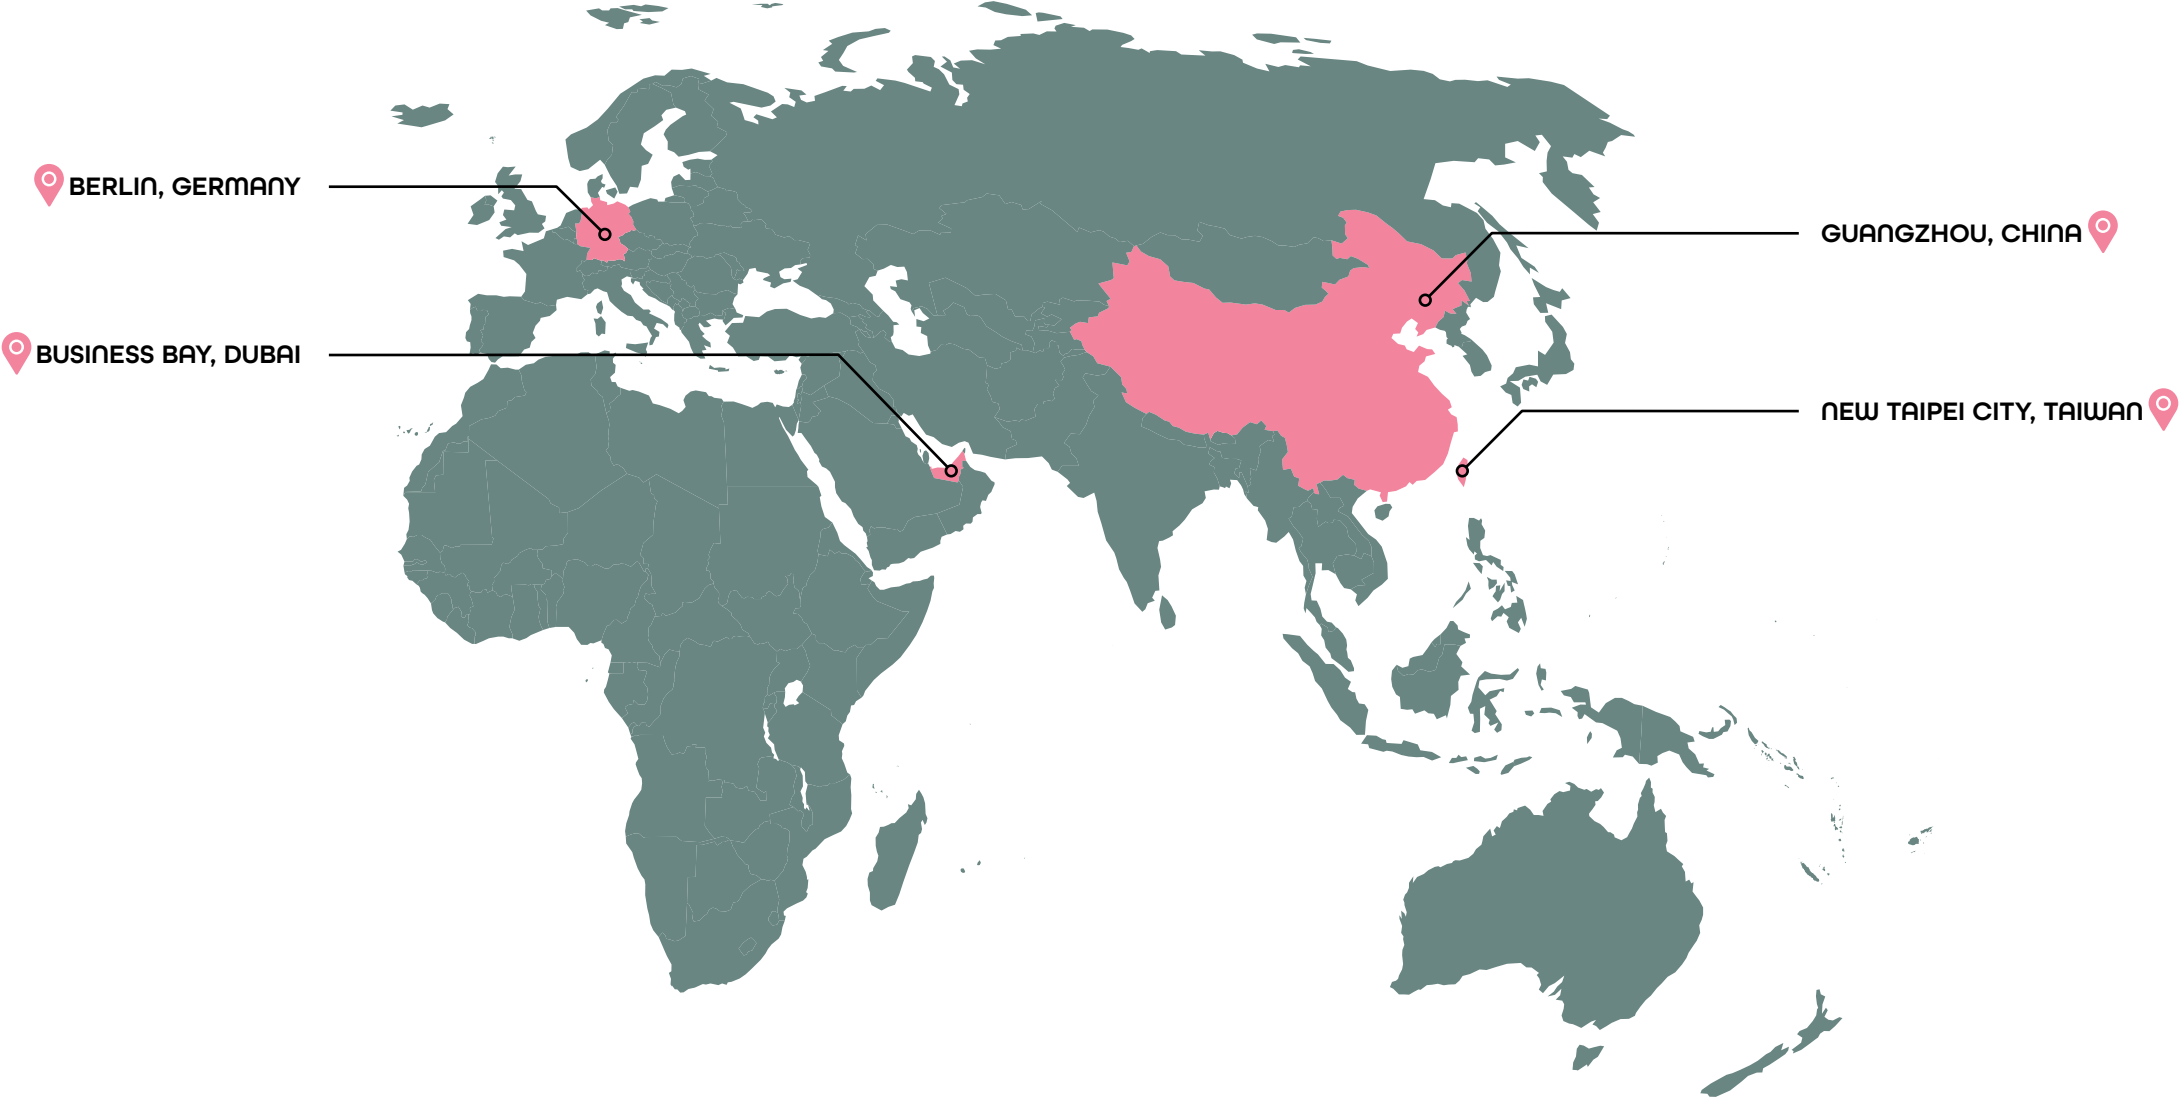 BERLIN, GERMANY
GUANGZHOU, CHINA
BUSINESS BAY, DUBAI
NEW TAIPEI CITY, TAIWAN